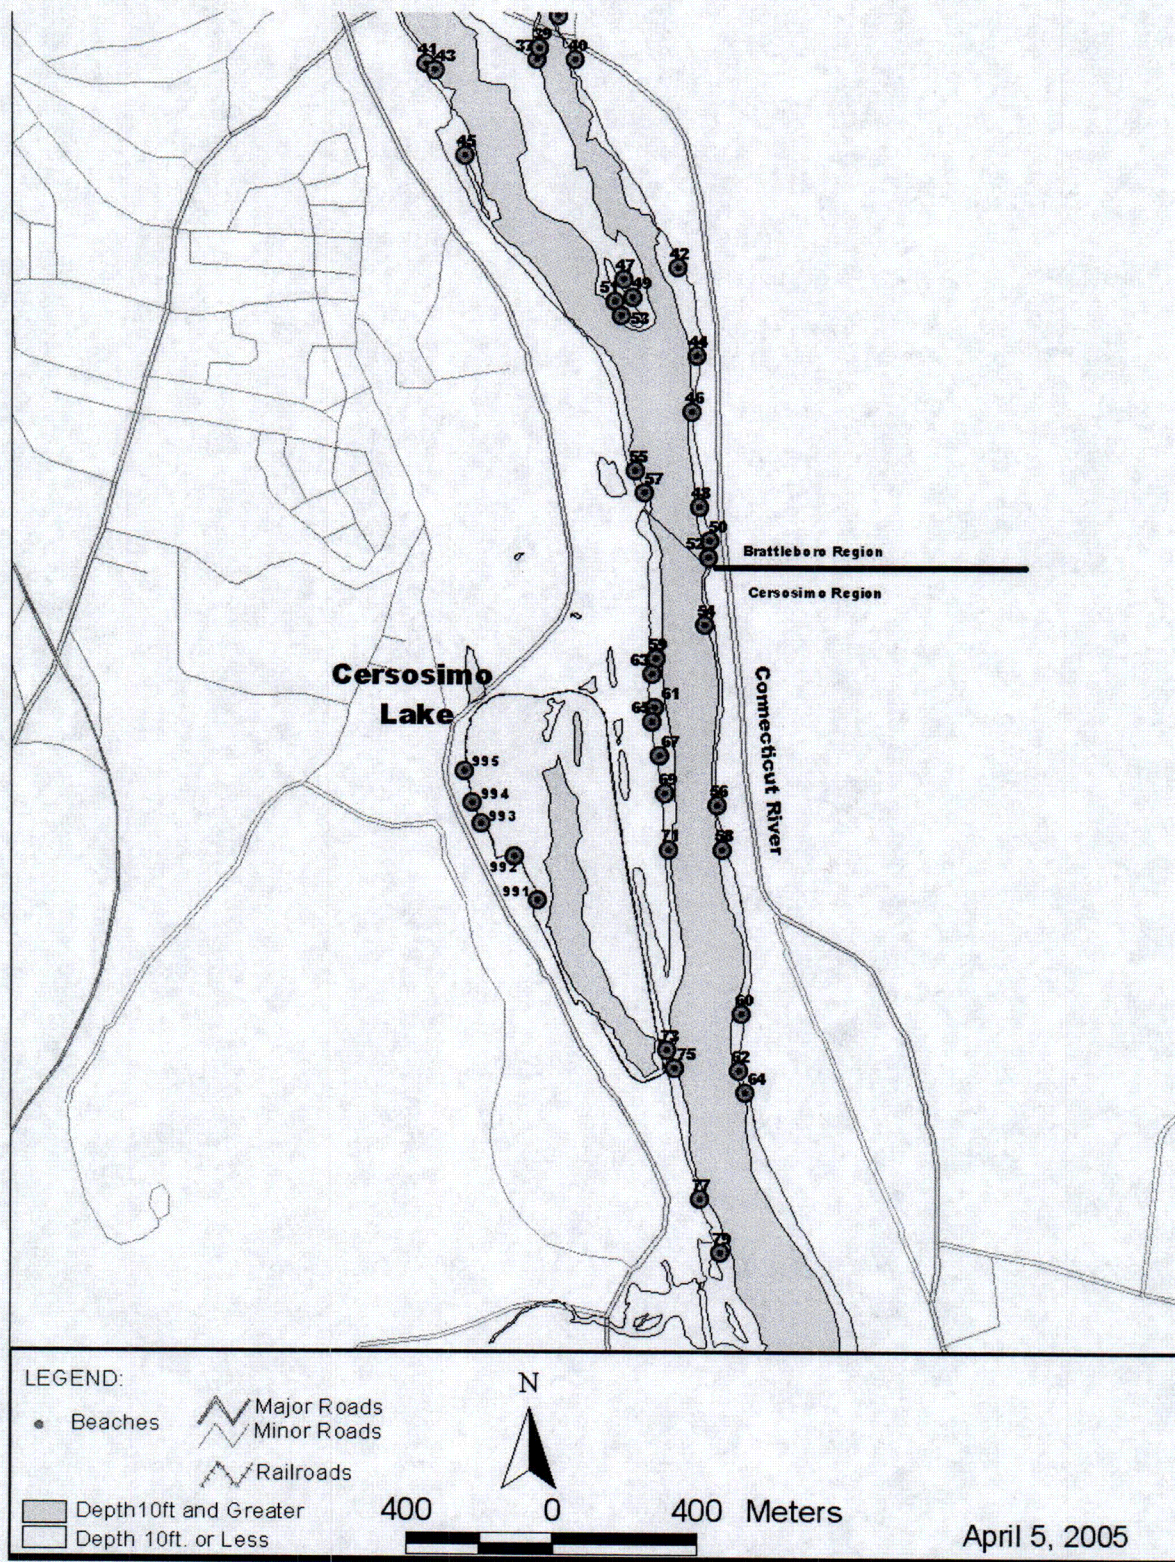 39
37
40
41
43
45
42
47
49
51
53
44
46
55
57
48
50
52
Brattleboro Region
Cersosimo Region
54
59
63
Cersosimo
Lake
61
65
Connecticut River
67
995
69
994
56
993
71
58
992
991
60
73
75
62
64
77
79
LEGEND:
Beaches
Major Roads
Minor Roads
Railroads
Depth10ft and Greater
Depth 10ft. or Less
N
400 0 400 Meters
April 5, 2005